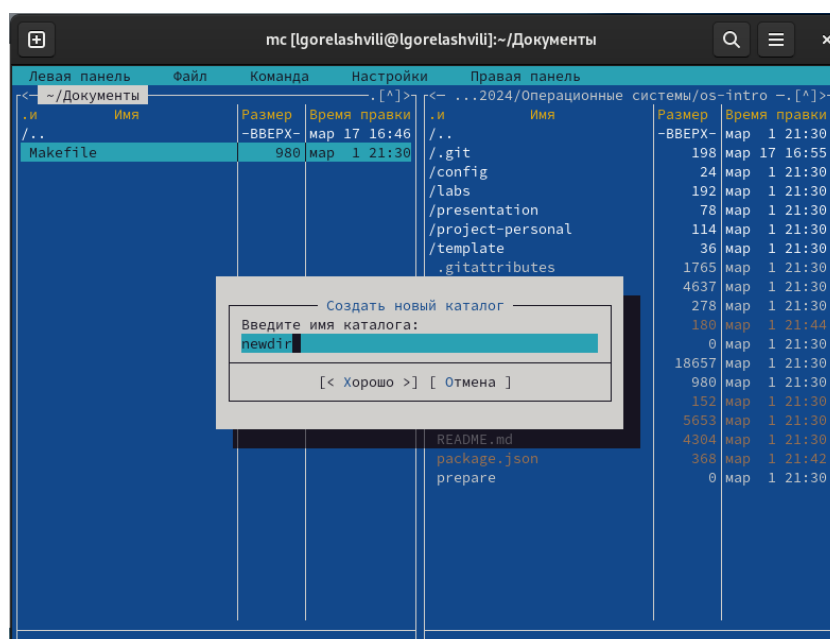 mc [lgorelashvili@lgorelashvili]:~/Документы
Левая панель Файл Команда Настройки Правая панель
<— ~/Документы .[^]> <— ...2024/Операционные системы/os-intro —.[^]>
.и Имя Размер Время правки .и Имя Размер Время правки
/.. -ВВЕРХ- мар 17 16:46 /.. -ВВЕРХ- мар 1 21:30
Makefile 980 мар 1 21:30 /.git 198 мар 17 16:55
/config 24 мар 1 21:30
/labs 192 мар 1 21:30
/presentation 78 мар 1 21:30
/project-personal 114 мар 1 21:30
/template 36 мар 1 21:30
.gitattributes 1765 мар 1 21:30
4637 мар 1 21:30
Создать новый каталог 278 мар 1 21:30
Введите имя каталога: 180 мар 1 21:44
newdir 0 мар 1 21:30
18657 мар 1 21:30
[< Хорошо >] [ Отмена ] 980 мар 1 21:30
152 мар 1 21:30
5653 мар 1 21:30
README.md 4304 мар 1 21:30
package.json 368 мар 1 21:42
prepare 0 мар 1 21:30